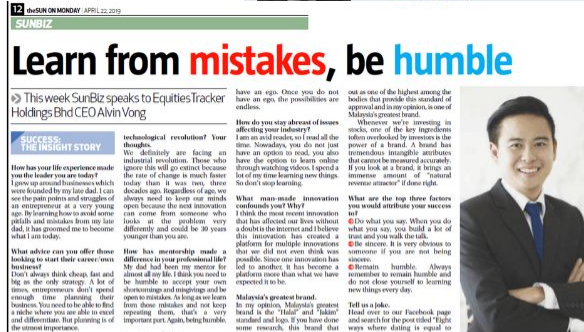 12 theSUN ON MONDAY | APRIL 22, 2019
SUNBIZ
Learn from mistakes, be humble
This week SunBiz speaks to EquitiesTracker
Holdings Bhd CEO Alvin Vong
SUCCESS:
THE INSIGHT STORY
How has your life experience made
you the leader you are today?
I grew up around businesses which
were founded by my late dad. I can
see the pain points and struggles of
an entrepreneur at a very young
age. By learning how to avoid some
pitfalls and mistakes from my late
dad, it has groomed me to become
what I am today.
What advice can you offer those
looking to start their career/own
business?
Don't always think cheap, fast and
big as the only strategy. A lot of
times, entrepreneurs don't spend
enough time planning their
business. You need to be able to find
a niche where you are able to excel
and differentiate. But planning is of
the utmost importance.
technological revolution? Your
thoughts.
We definitely are facing an
industrial revolution. Those who
ignore this will go extinct because
the rate of change is much faster
today than it was two, three
decades ago. Regardless of age, we
always need to keep our minds
open because the next innovation
can come from someone who
looks at the problem very
differently and could be 30 years
younger than you are.
How has mentorship made a
difference in your professional life?
My dad had been my mentor for
almost all my life. I think you need to
be humble to accept your own
shortcomings and misgivings and be
open to mistakes. As long as we learn
from those mistakes and not keep
repeating them, that's a very
important part. Again, being humble,
have an ego. Once you do not
have an ego, the possibilities are
endless.
How do you stay abreast of issues
affecting your industry?
I am an avid reader, so I read all the
time. Nowadays, you do not just
have an option to read, you also
have the option to learn online
through watching videos. I spend a
lot of my time learning new things.
So don't stop learning.
What man-made innovation
confounds you? Why?
I think the most recent innovation
that has affected our lives without
a doubt is the internet and I believe
this innovation has created a
platform for multiple innovations
that we did not even think was
possible. Since one innovation has
led to another, it has become a
platform more than what we have
expected it to be.
Malaysia's greatest brand.
In my opinion, Malaysia's greatest
brand is the "Halal" and "Jakim"
standard and logo. If you have done
some research, this brand that
out as one of the highest among the
bodies that provide this standard of
approval and in my opinion, is one of
Malaysia's greatest brand.
Whenever we're investing in
stocks, one of the key ingredients
often overlooked by investors is the
power of a brand. A brand has
tremendous intangible attributes
that cannot be measured accurately.
If you look at a brand, it brings an
immense amount of "natural
revenue attractor" if done right.
What are the top three factors
you would attribute your success
to?
Do what you say. When you do
what you say, you build a lot of
trust and you walk the talk.
Be sincere. It is very obvious to
someone if you are not being
sincere.
Remain humble. Always
remember to remain humble and
do not close yourself to learning
new things every day.
Tell us a joke.
Head over to our Facebook page
and search for the post titled "Eight
ways where dating is equal to